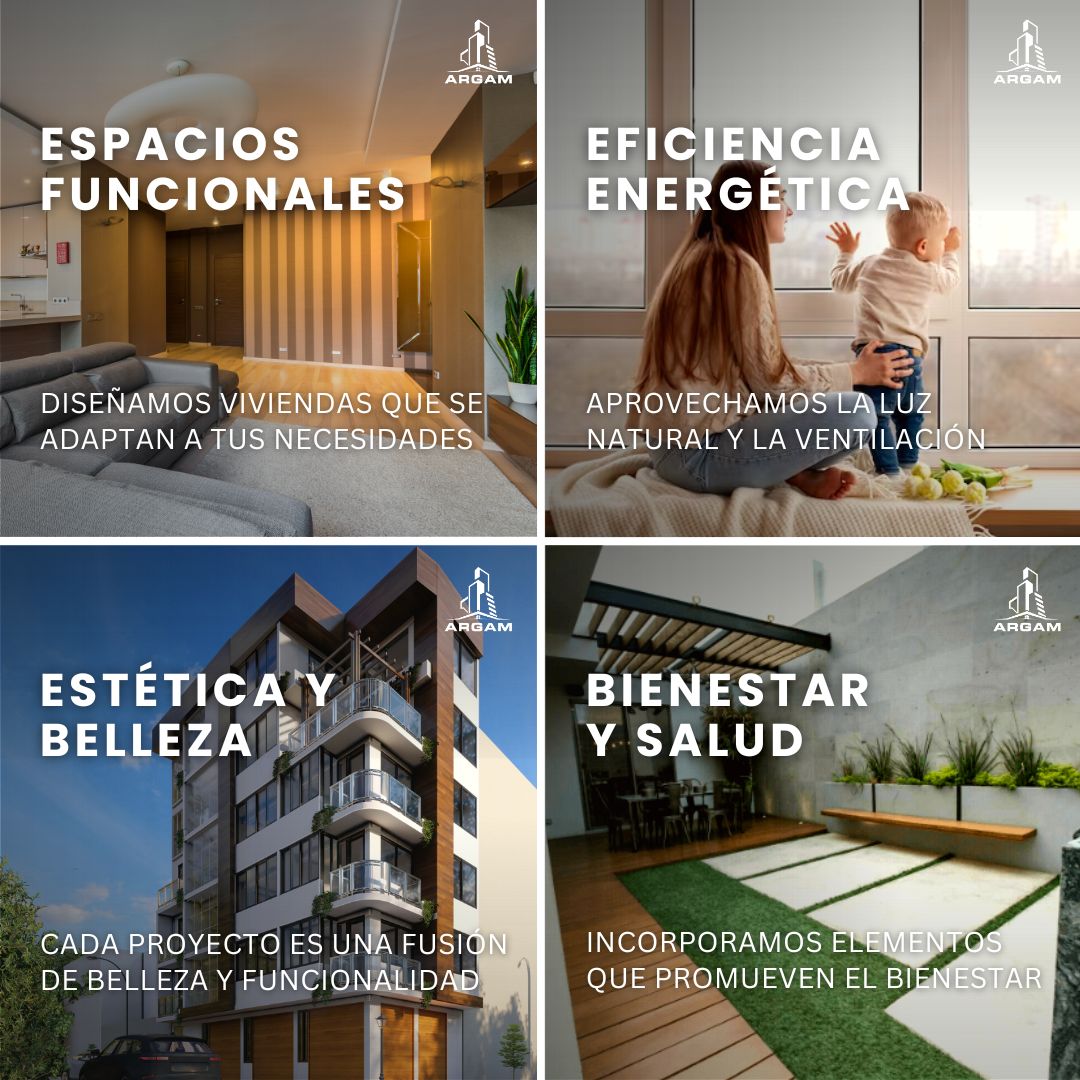 ARGAM
ESPACIOS
FUNCIONALES
DISEÑAMOS VIVIENDAS QUE SE
ADAPTAN A TUS NECESIDADES
ARGAM
EFICIENCIA
ENERGÉTICA
APROVECHAMOS LA LUZ
NATURAL Y LA VENTILACIÓN
ARGAM
ESTÉTICA Y
BELLEZA
CADA PROYECTO ES UNA FUSIÓN
DE BELLEZA Y FUNCIONALIDAD
ARGAM
BIENESTAR
Y SALUD
INCORPORAMOS ELEMENTOS
QUE PROMUEVEN EL BIENESTAR